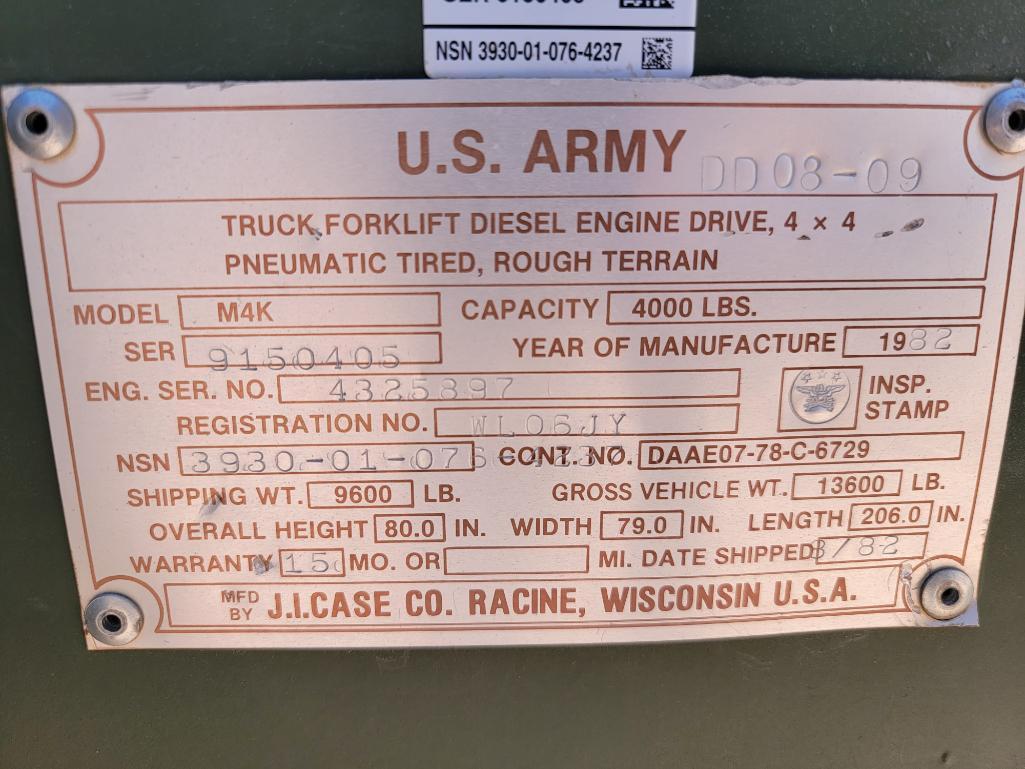 NSN 3930-01-076-4237
U.S. ARMY DD08-09
TRUCK, FORKLIFT DIESEL ENGINE DRIVE, 4 × 4
PNEUMATIC TIRED, ROUGH TERRAIN
MODEL M4K CAPACITY 4000 LBS.
SER 9150405 YEAR OF MANUFACTURE 1982
ENG. SER. NO. 4325897 INSP.
REGISTRATION NO. WL06JY STAMP
NSN 3930-01-076-4237 CONT. NO. DAAE07-78-C-6729
SHIPPING WT. 9600 LB. GROSS VEHICLE WT. 13600 LB.
OVERALL HEIGHT 80.0 IN. WIDTH 79.0 IN. LENGTH 206.0 IN.
WARRANTY 15 MO. OR MI. DATE SHIPPED 8/82
MFD BY J.I.CASE CO. RACINE, WISCONSIN U.S.A.